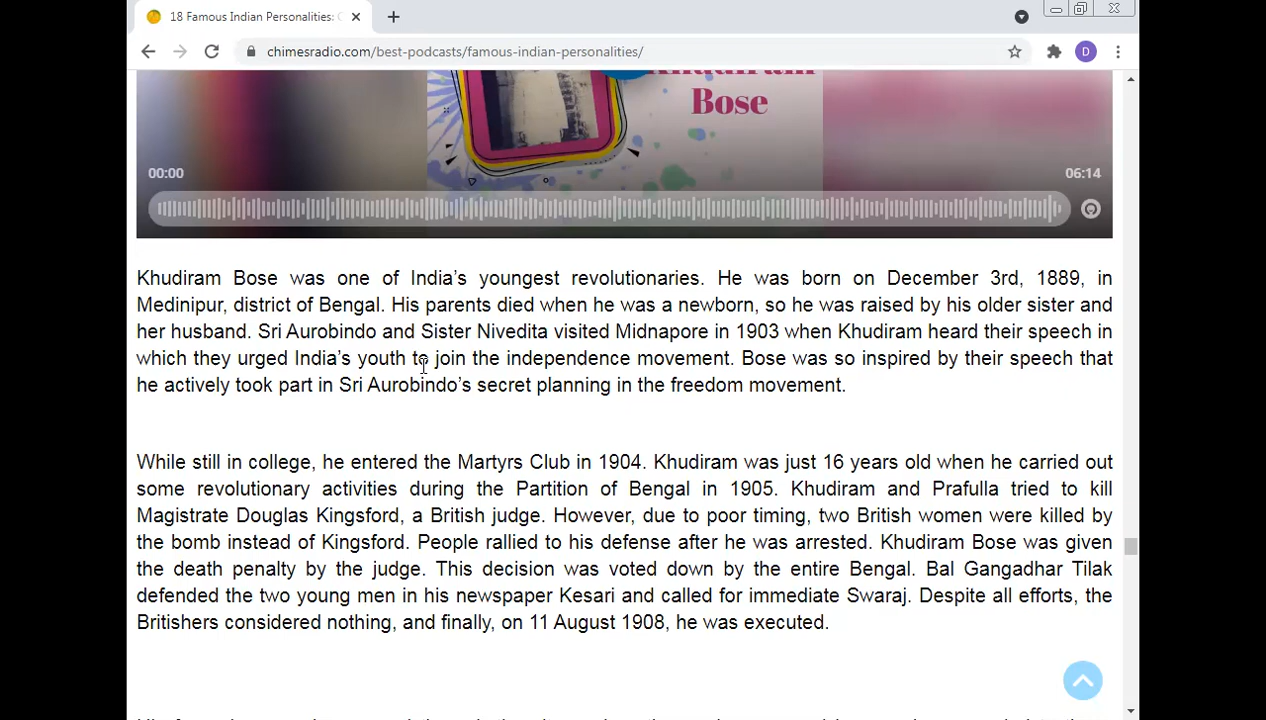 18 Famous Indian Personalities:
D
chimesradio.com/best-podcasts/famous-indian-personalities/
Bose
00:00
06:14
Khudiram Bose was one of India’s youngest revolutionaries. He was born on December 3rd, 1889, in
Medinipur, district of Bengal. His parents died when he was a newborn, so he was raised by his older sister and
her husband. Sri Aurobindo and Sister Nivedita visited Midnapore in 1903 when Khudiram heard their speech in
which they urged India’s youth to join the independence movement. Bose was so inspired by their speech that
he actively took part in Sri Aurobindo’s secret planning in the freedom movement.
While still in college, he entered the Martyrs Club in 1904. Khudiram was just 16 years old when he carried out
some revolutionary activities during the Partition of Bengal in 1905. Khudiram and Prafulla tried to kill
Magistrate Douglas Kingsford, a British judge. However, due to poor timing, two British women were killed by
the bomb instead of Kingsford. People rallied to his defense after he was arrested. Khudiram Bose was given
the death penalty by the judge. This decision was voted down by the entire Bengal. Bal Gangadhar Tilak
defended the two young men in his newspaper Kesari and called for immediate Swaraj. Despite all efforts, the
Britishers considered nothing, and finally, on 11 August 1908, he was executed.